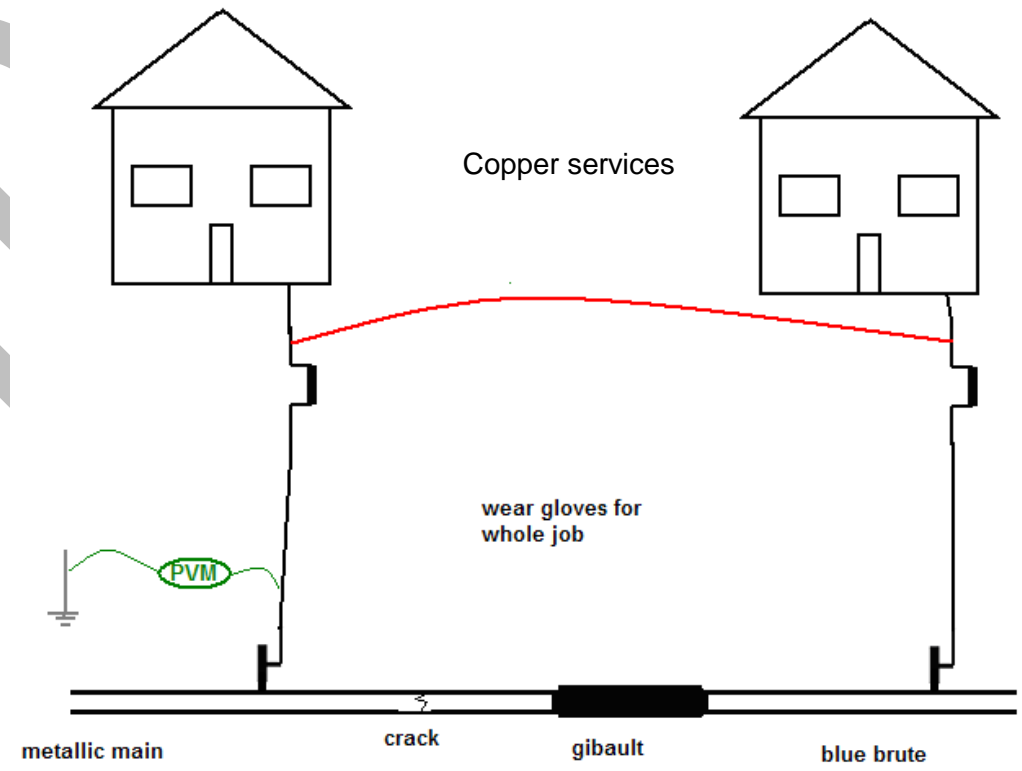 Copper services
wear gloves for
whole job
PVM
metallic main
crack
gibault
blue brute